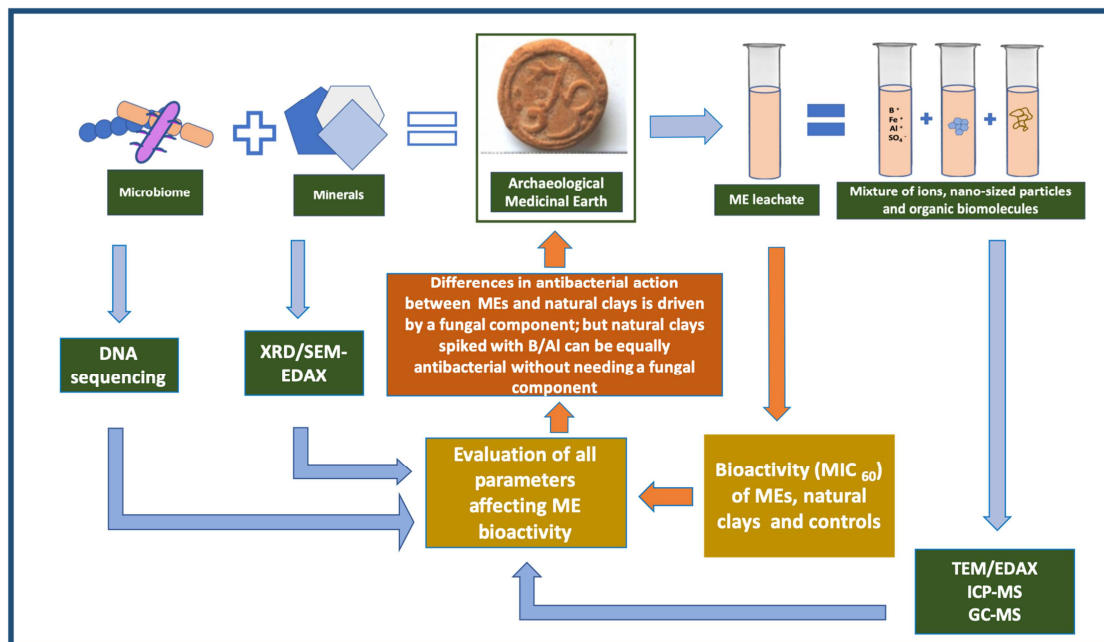 B +
Fe +
Al +
SO4 -
Microbiome
Minerals
Archaeological
Medicinal Earth
ME leachate
Mixture of ions, nano-sized particles
and organic biomolecules
Differences in antibacterial action
between MEs and natural clays is driven
by a fungal component; but natural clays
spiked with B/Al can be equally
antibacterial without needing a fungal
component
DNA
sequencing
XRD/SEM-
EDAX
Evaluation of all
parameters
affecting ME
bioactivity
Bioactivity (MIC 60)
of MEs, natural
clays and controls
TEM/EDAX
ICP-MS
GC-MS